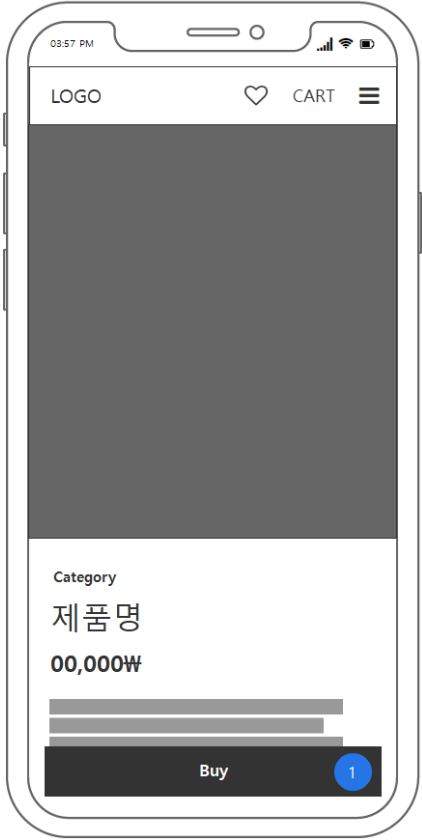 03:57 PM
LOGO CART
Category
제품명
00,000₩
Buy 1